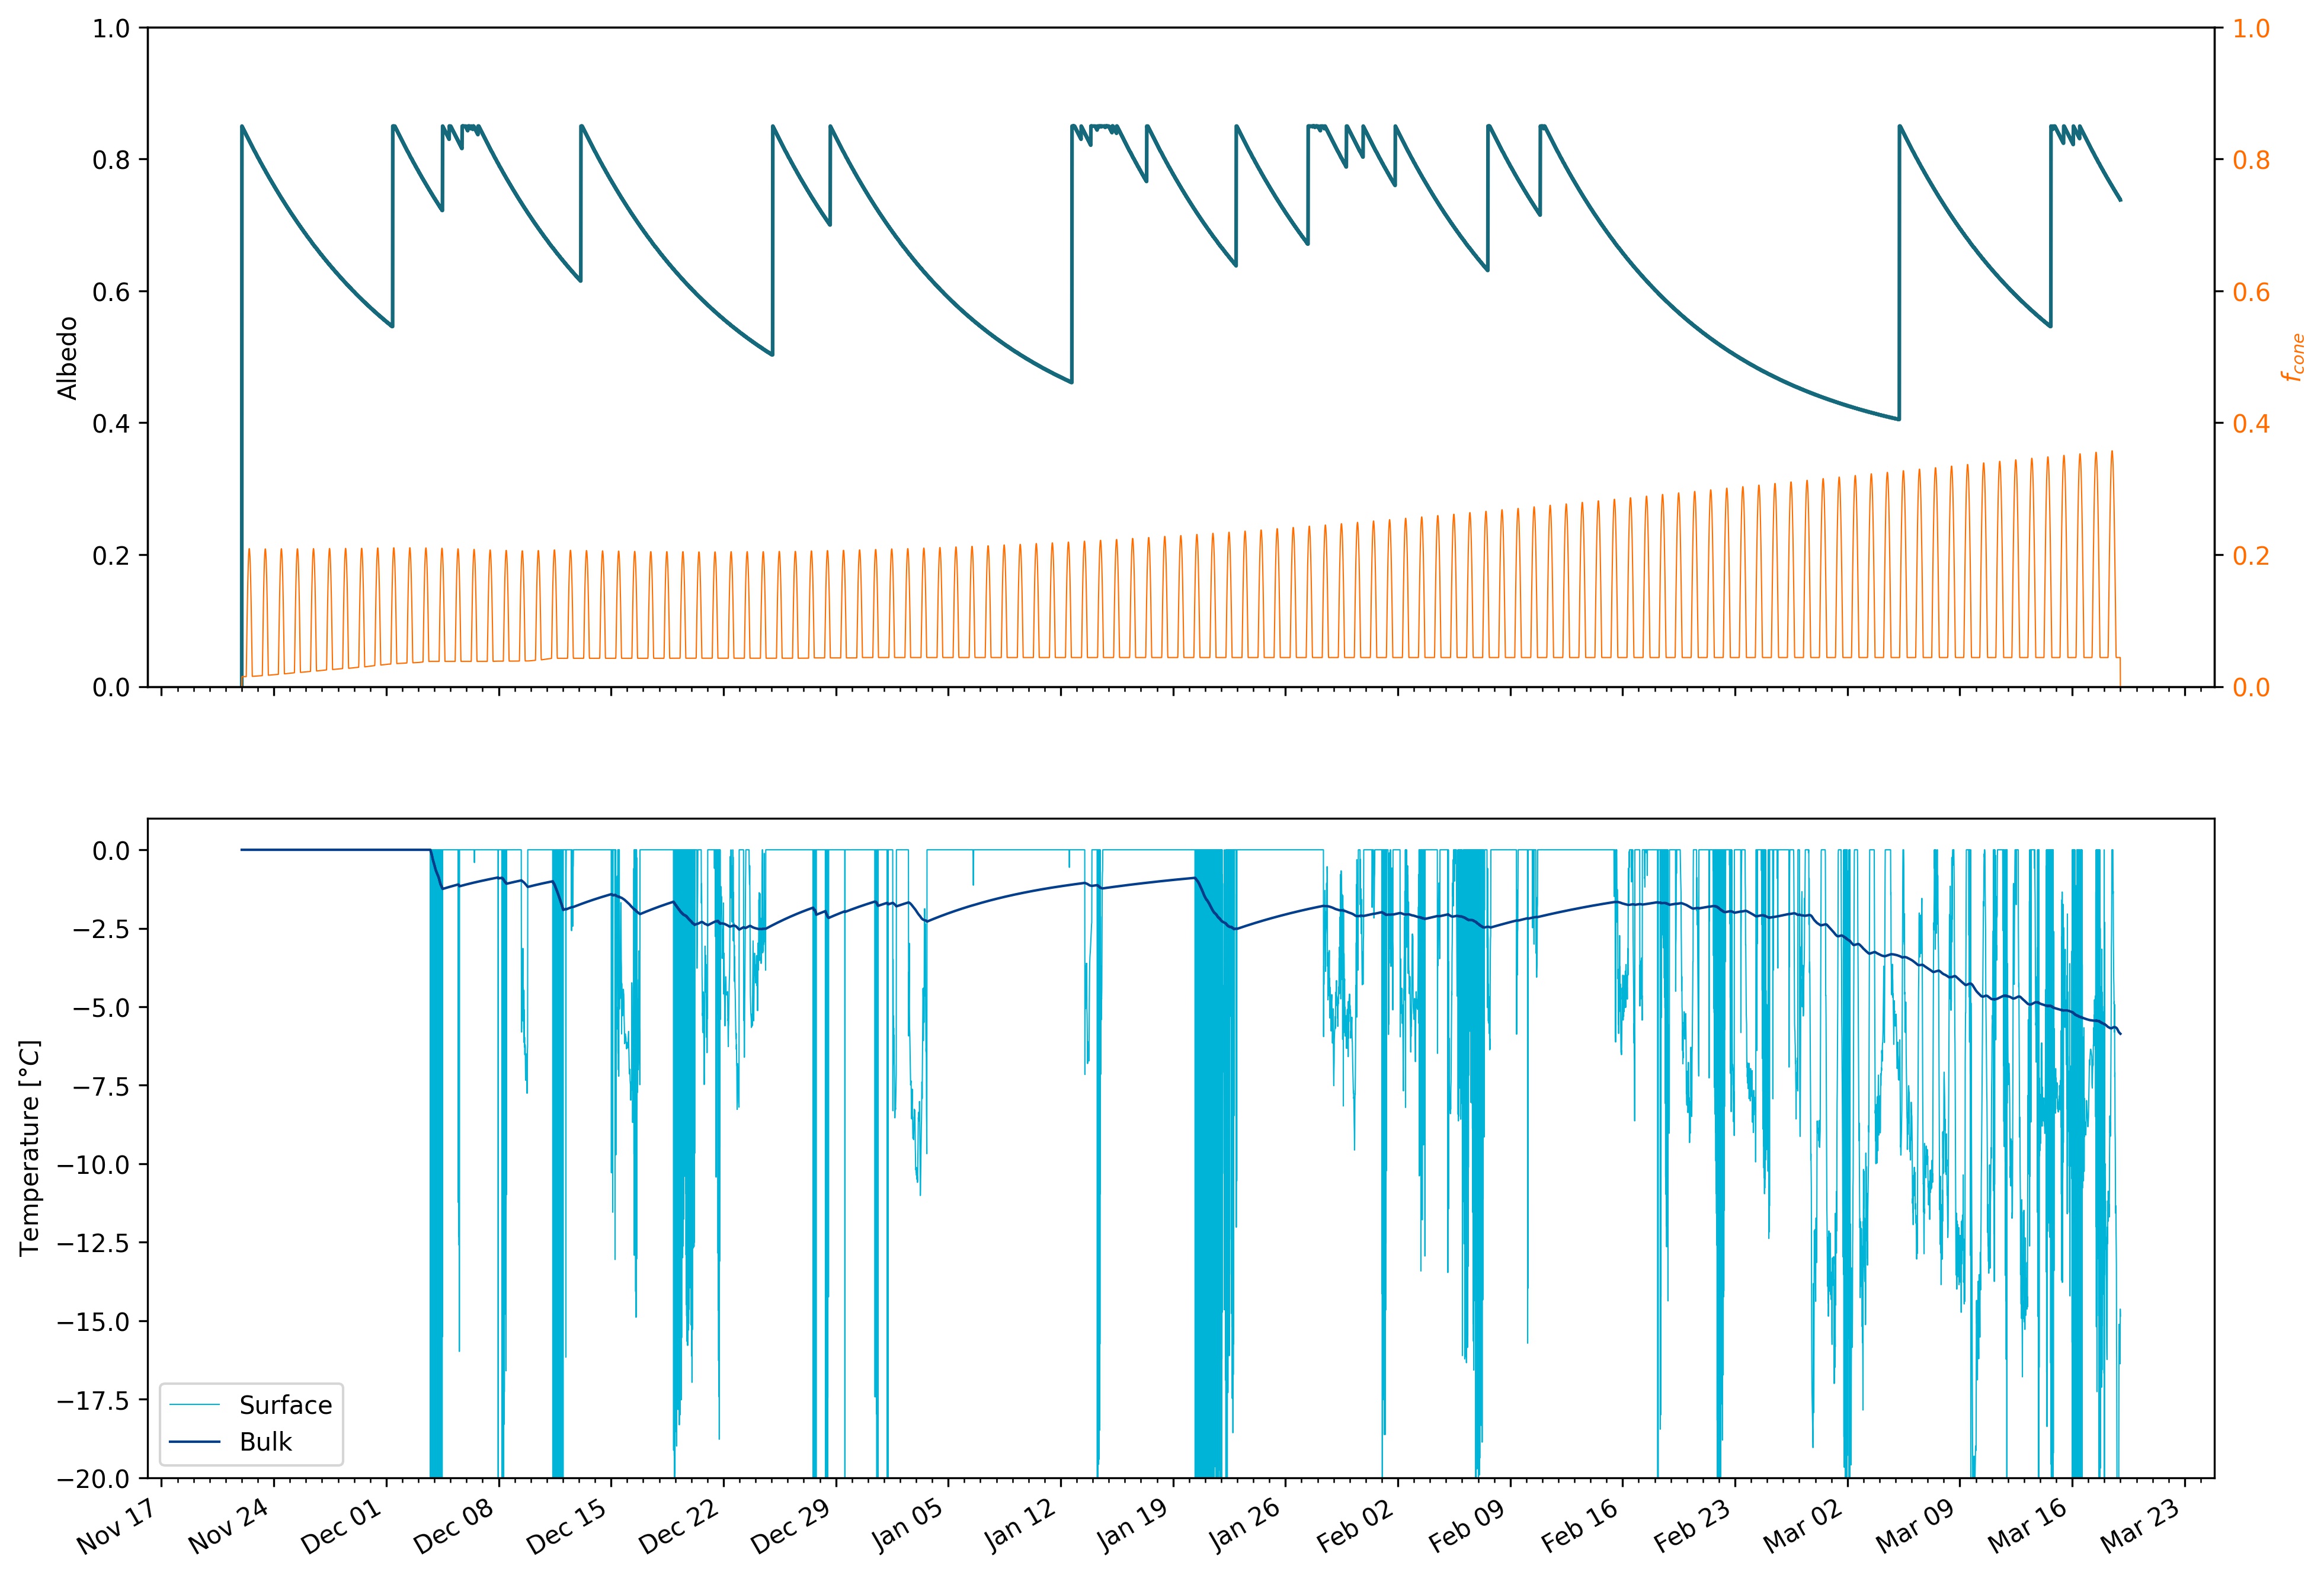 1.0
0.8
0.6
0.4
0.2
0.0
Albedo
1.0
0.8
0.6
0.4
0.2
0.0
f_cone
0.0
−2.5
−5.0
−7.5
−10.0
−12.5
−15.0
−17.5
−20.0
Temperature [°C]
Surface
Bulk
Nov 17
Nov 24
Dec 01
Dec 08
Dec 15
Dec 22
Dec 29
Jan 05
Jan 12
Jan 19
Jan 26
Feb 02
Feb 09
Feb 16
Feb 23
Mar 02
Mar 09
Mar 16
Mar 23